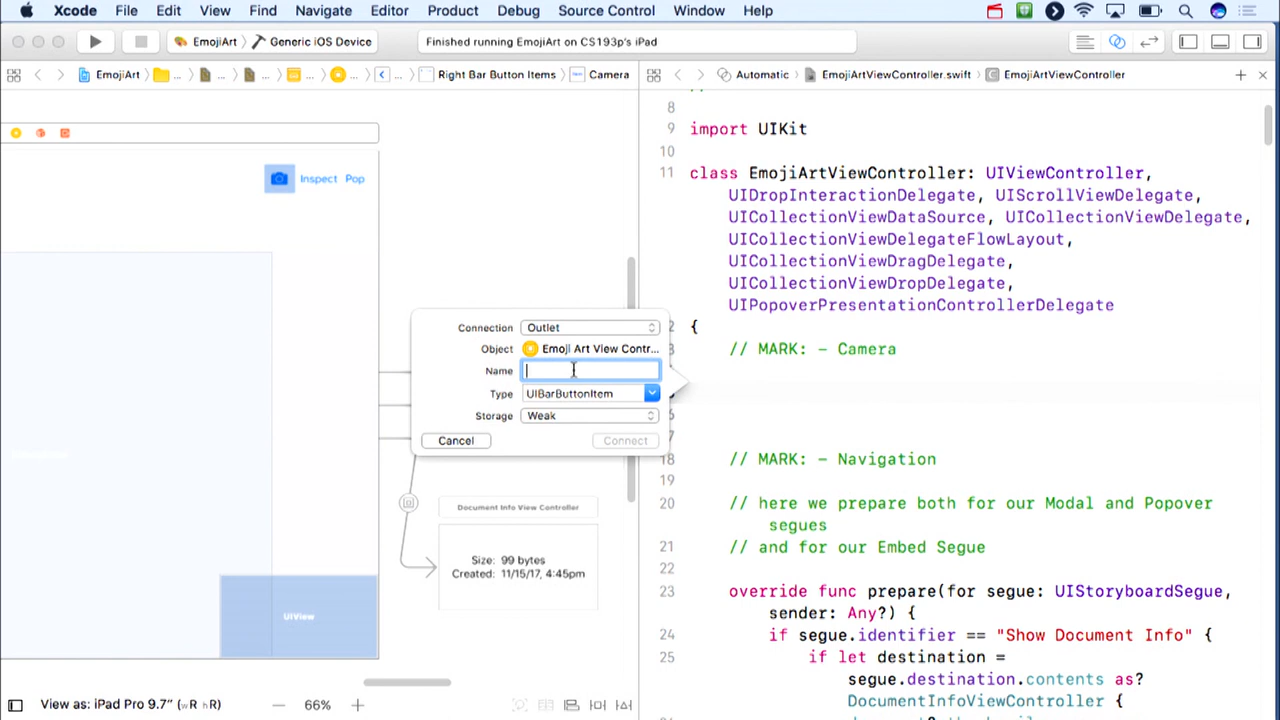 Xcode File Edit View Find Navigate Editor Product Debug Source Control Window Help
EmojiArt Generic iOS Device Finished running EmojiArt on CS193p's iPad
EmojiArt ... ... ... ... ... ... Right Bar Button Items Camera
Automatic EmojiArtViewController.swift EmojiArtViewController
Inspect Pop
Connection Outlet
Object Emoji Art View Contr...
Name
Type UIBarButtonItem
Storage Weak
Cancel Connect
Document Info View Controller
Size: 99 bytes
Created: 11/15/17, 4:45pm
UIView
View as: iPad Pro 9.7" (wR hR) 66%
8
9 import UIKit
10
11 class EmojiArtViewController: UIViewController,
UIDropInteractionDelegate, UIScrollViewDelegate,
UICollectionViewDataSource, UICollectionViewDelegate,
UICollectionViewDelegateFlowLayout,
UICollectionViewDragDelegate,
UICollectionViewDropDelegate,
UIPopoverPresentationControllerDelegate
2 {
3 // MARK: - Camera
6
7
18 // MARK: - Navigation
19
20 // here we prepare both for our Modal and Popover
segues
21 // and for our Embed Segue
22
23 override func prepare(for segue: UIStoryboardSegue,
sender: Any?) {
24 if segue.identifier == "Show Document Info" {
25 if let destination =
segue.destination.contents as?
DocumentInfoViewController {